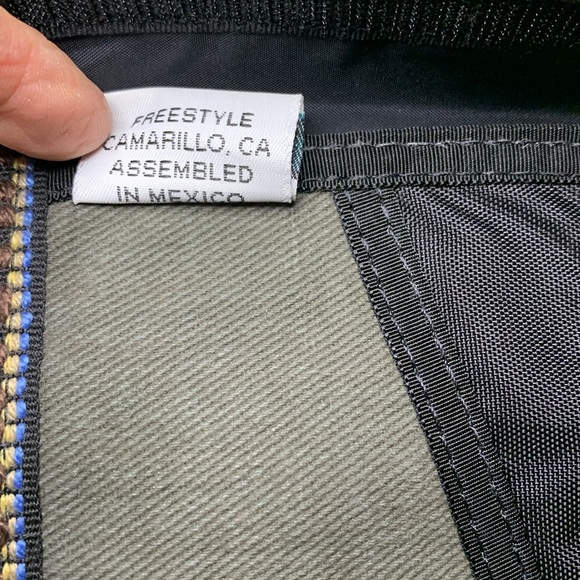 FREESTYLE
CAMARILLO, CA
ASSEMBLED
IN MEXICO